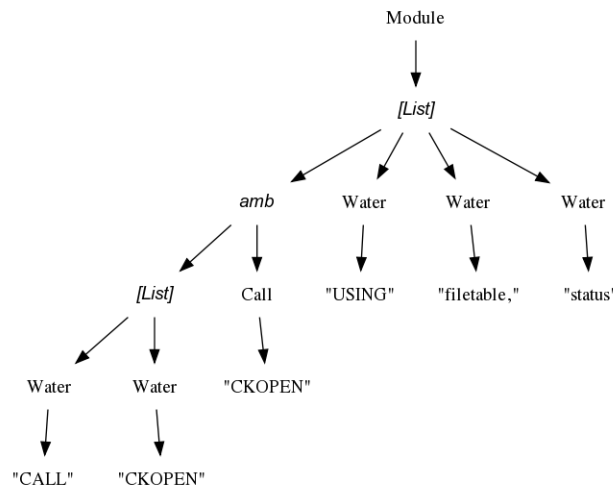 Module
[List]
amb Water Water Water
[List] Call "USING" "filetable," "status"
Water Water "CKOPEN"
"CALL" "CKOPEN"